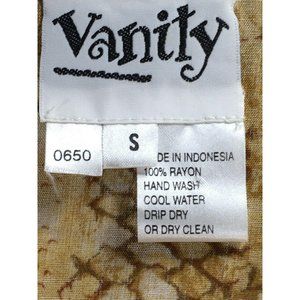 Vanity
0650
S
DE IN INDONESIA
100% RAYON
HAND WASH
COOL WATER
DRIP DRY
OR DRY CLEAN